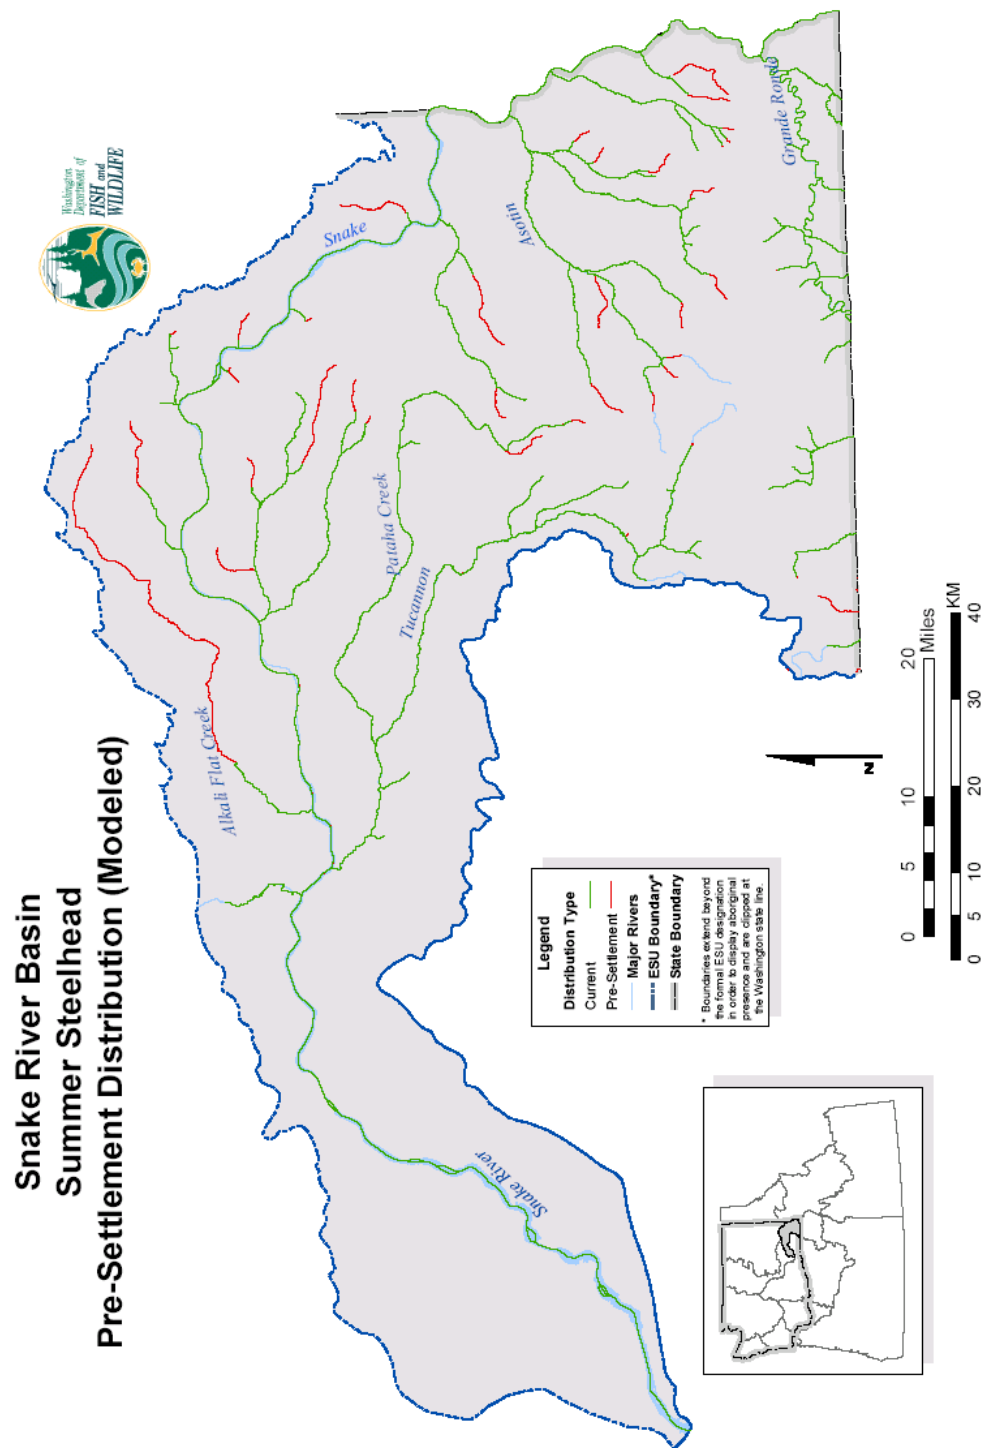 Snake River Basin
Summer Steelhead
Pre-Settlement Distribution (Modeled)
Washington
Department of
FISH and
WILDLIFE
Alkali Flat Creek
Snake
Pataha Creek
Tucannon
Asotin
Grande Ronde
Snake River
Legend
Distribution Type
Current
Pre-Settlement
Major Rivers
ESU Boundary*
State Boundary
* Boundaries extend beyond
the formal ESU designation
in order to display aboriginal
presence and are clipped at
the Washington state line.
N
0 5 10 20 Miles
0 5 10 20 30 40 KM